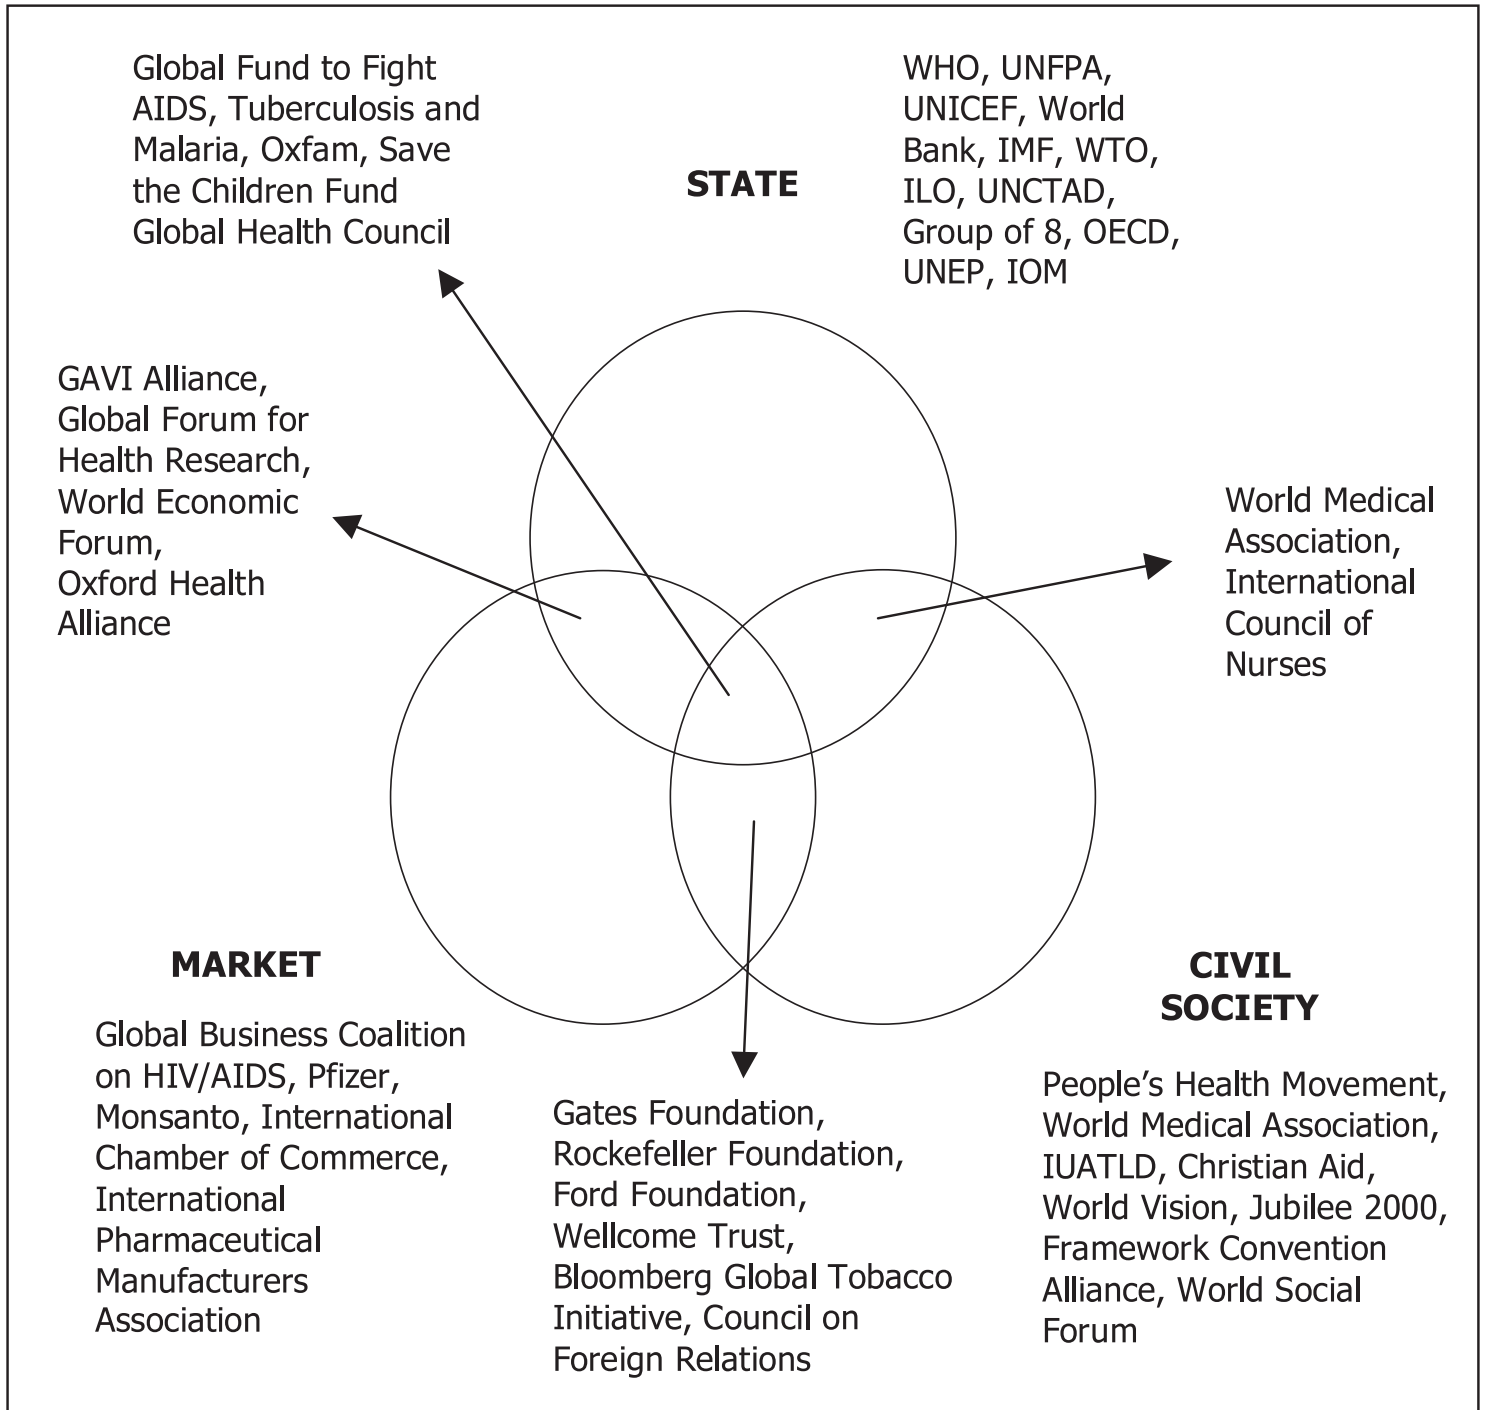 Global Fund to Fight
AIDS, Tuberculosis and
Malaria, Oxfam, Save
the Children Fund
Global Health Council
STATE
WHO, UNFPA,
UNICEF, World
Bank, IMF, WTO,
ILO, UNCTAD,
Group of 8, OECD,
UNEP, IOM
GAVI Alliance,
Global Forum for
Health Research,
World Economic
Forum,
Oxford Health
Alliance
World Medical
Association,
International
Council of
Nurses
MARKET
Global Business Coalition
on HIV/AIDS, Pfizer,
Monsanto, International
Chamber of Commerce,
International
Pharmaceutical
Manufacturers
Association
Gates Foundation,
Rockefeller Foundation,
Ford Foundation,
Wellcome Trust,
Bloomberg Global Tobacco
Initiative, Council on
Foreign Relations
CIVIL
SOCIETY
People’s Health Movement,
World Medical Association,
IUATLD, Christian Aid,
World Vision, Jubilee 2000,
Framework Convention
Alliance, World Social
Forum